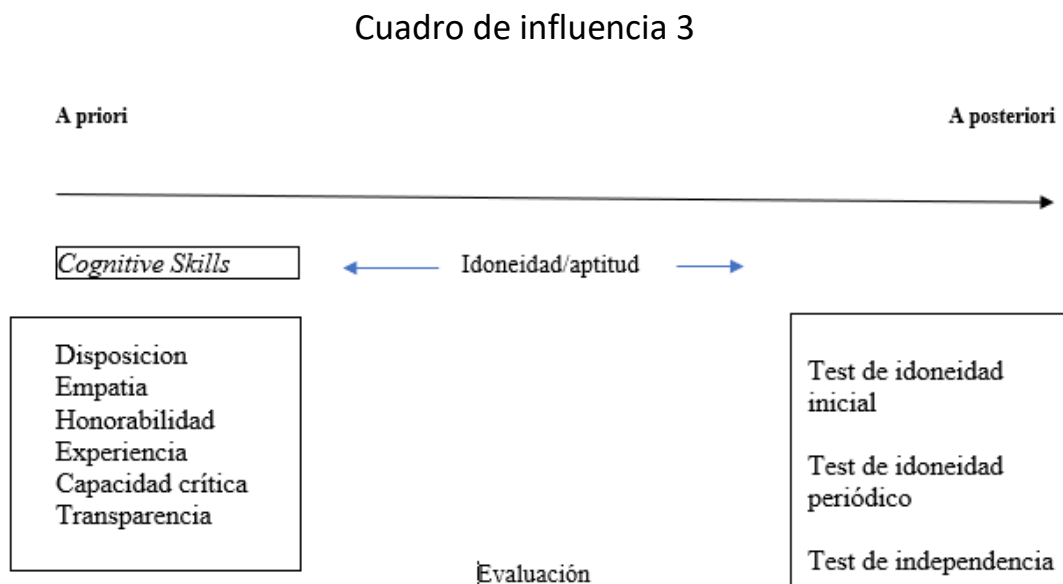 Cuadro de influencia 3
A priori
A posteriori
Cognitive Skills
Idoneidad/aptitud
Disposicion
Empatia
Honorabilidad
Experiencia
Capacidad crítica
Transparencia
Test de idoneidad
inicial
Test de idoneidad
periódico
Test de independencia
Evaluación